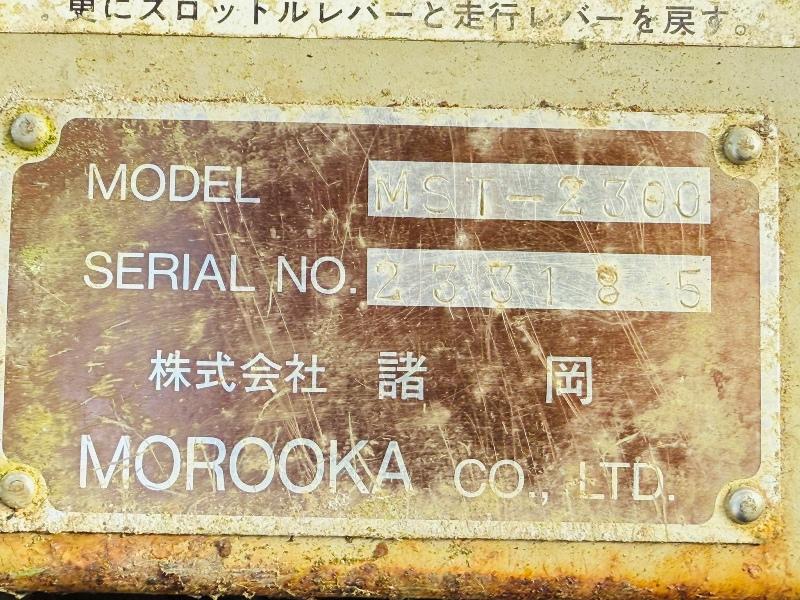 更にスロットルレバーと走行レバーを戻す。
MODEL MST-2300
SERIAL NO. 233185
株式会社 諸岡
MOROOKA CO., LTD.